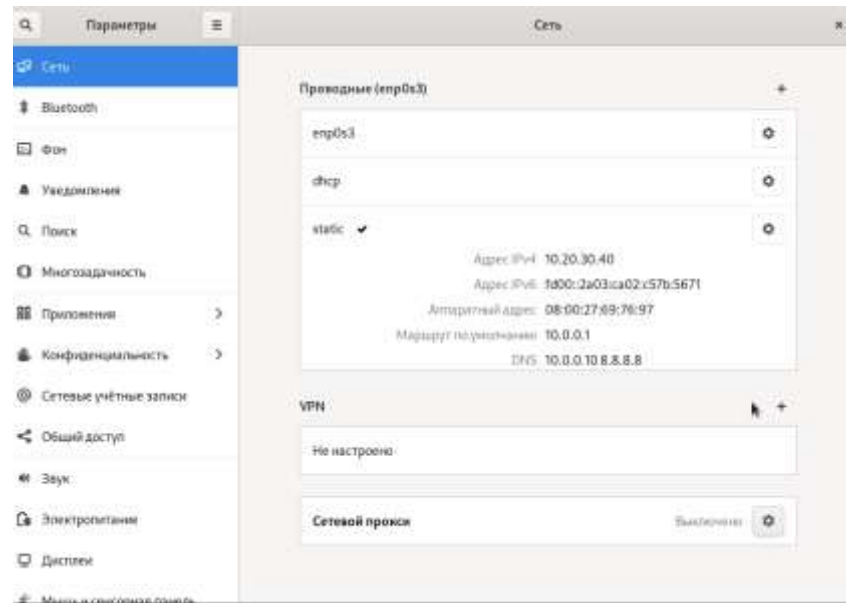 Параметры
Сеть
Сеть
Bluetooth
Фон
Уведомления
Поиск
Многозадачность
Приложения
Конфиденциальность
Сетевые учётные записи
Общий доступ
Звук
Электропитание
Дисплеи
Мышь и сенсорная панель
Проводные (enp0s3)
enp0s3
dhcp
static
Адрес IPv4 10.20.30.40
Адрес IPv6 fd00::2a03:ca02:c57b:5671
Аппаратный адрес 08:00:27:69:76:97
Маршрут по умолчанию 10.0.0.1
DNS 10.0.0.10 8.8.8.8
VPN
Не настроено
Сетевой прокси Выключено